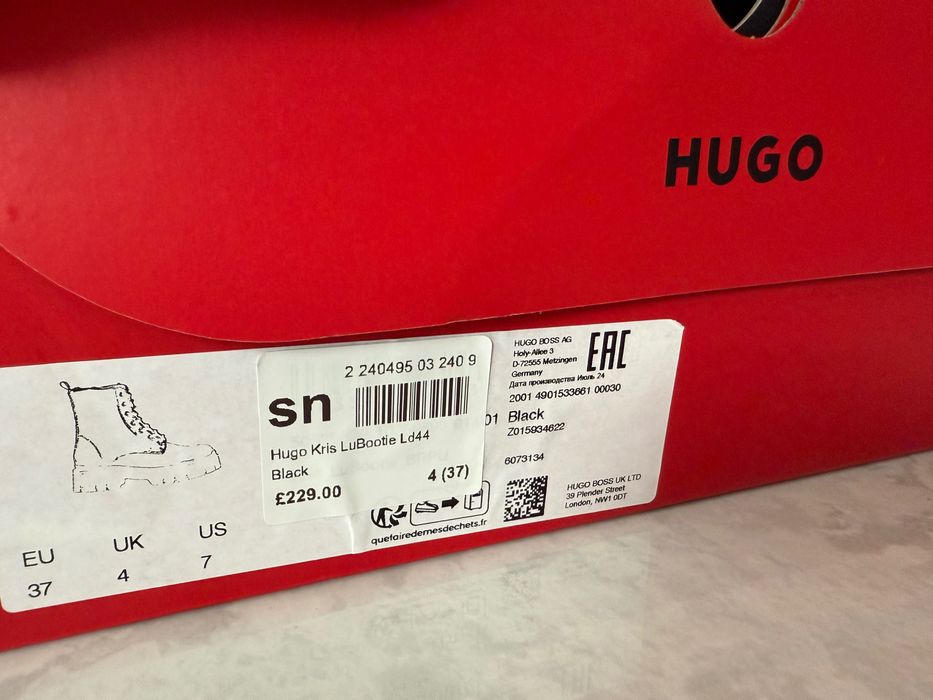 HUGO
2 240495 03 240 9
sn
Hugo Kris LuBootie Ld44
Black
4 (37)
£229.00
EU
UK
US
37
4
7
HUGO BOSS AG
Holy-Allee 3
D-72555 Metzingen
Germany
EAC
Дата производства Июль 24
2001 4901533661 00030
01
Black
Z015934622
6073134
quefairedemesdechets.fr
HUGO BOSS UK LTD
39 Plender Street
London, NW1 0DT